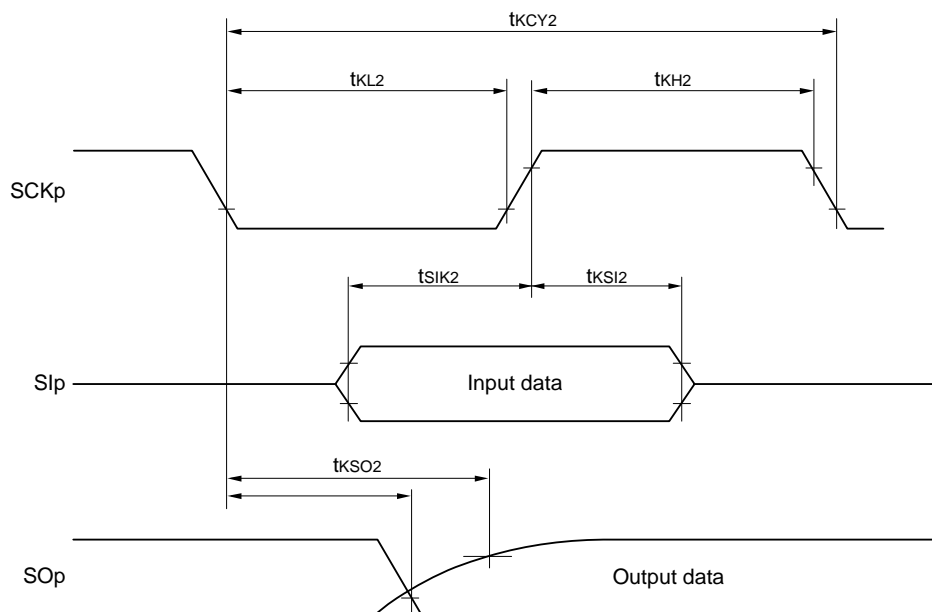 tKCY2
tKL2
tKH2
SCKp
tSIK2
tKSI2
SIp
Input data
tKSO2
SOp
Output data